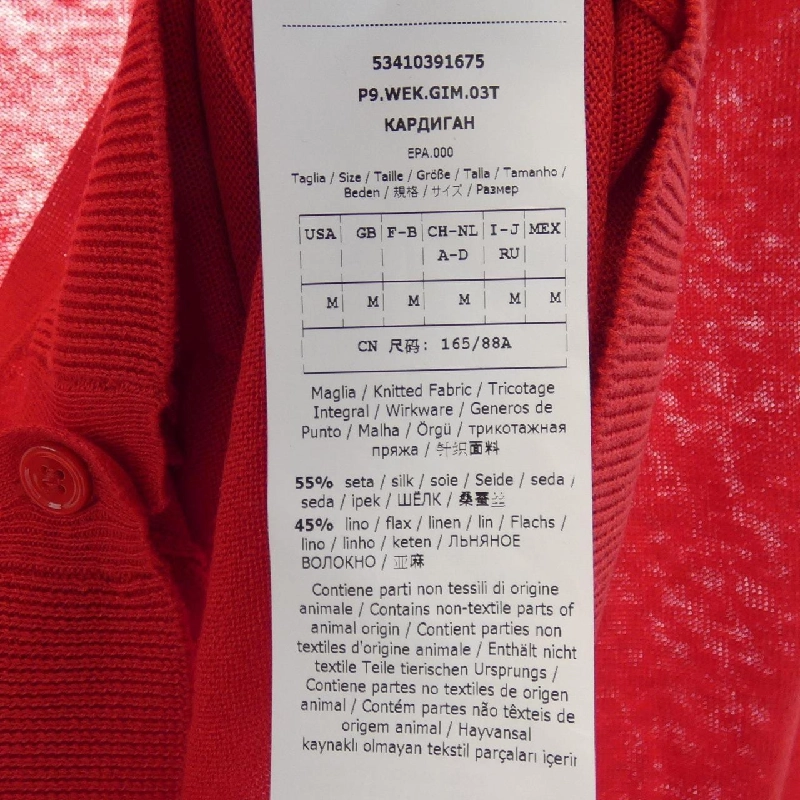 53410391675
P9.WEK.GIM.03T
КАРДИГАН
EPA.000
Taglia / Size / Taille / Größe / Talla / Tamanho /
Beden / 規格 / サイズ / Размер
USA GB F-B CH-NL I-J MEX
A-D RU
M M M M M M
CN 尺码: 165/88A
Maglia / Knitted Fabric / Tricotage
Integral / Wirkware / Generos de
Punto / Malha / Örgü / трикотажная
пряжа / 针织面料
55% seta / silk / soie / Seide / seda /
seda / ipek / ШЁЛК / 桑蚕丝
45% lino / flax / linen / lin / Flachs /
lino / linho / keten / ЛЬНЯНОЕ
ВОЛОКНО / 亚麻
Contiene parti non tessili di origine
animale / Contains non-textile parts of
animal origin / Contient parties non
textiles d'origine animale / Enthält nicht
textile Teile tierischen Ursprungs /
Contiene partes no textiles de origen
animal / Contém partes não têxteis de
origem animal / Hayvansal
kaynaklı olmayan tekstil parçaları içerir